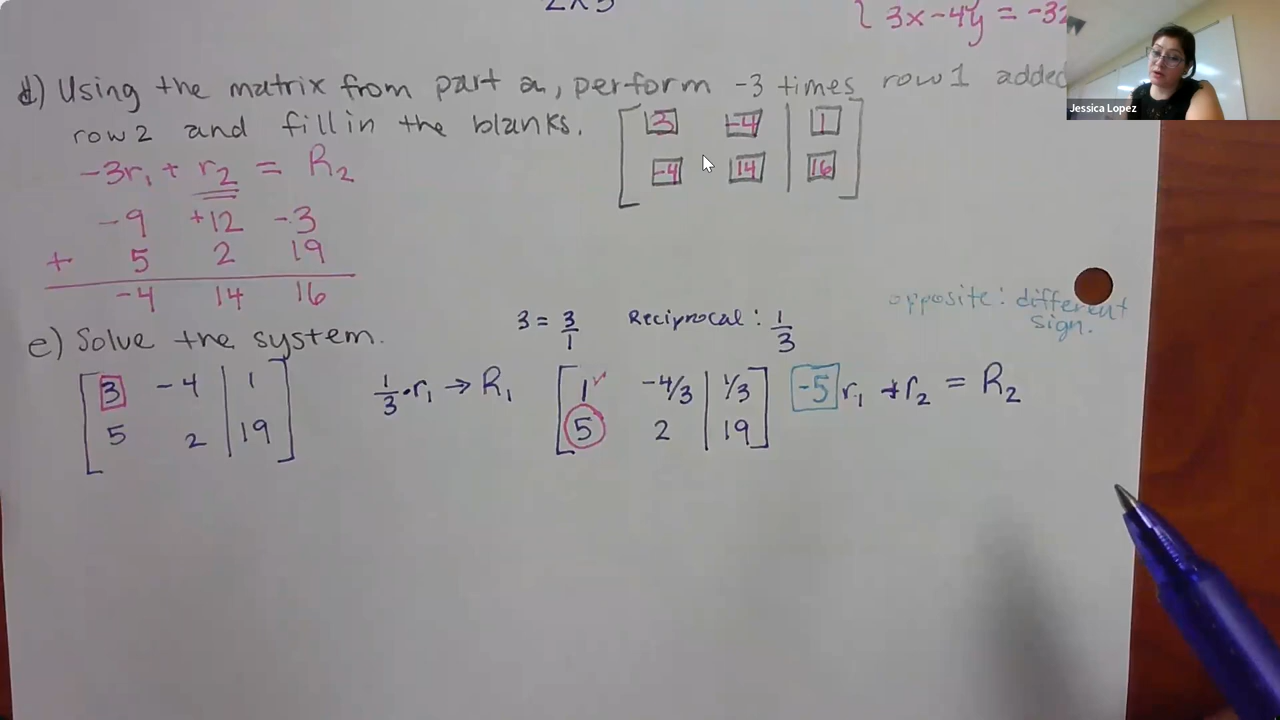 2x3
{ 3x-4y = -32
d) Using the matrix from part a, perform -3 times row 1 added
row 2 and fill in the blanks.
[ 3 -4 | 1 ]
[ -4 14 | 16 ]
Jessica Lopez
-3r₁ + r₂ = R₂
-9 +12 -3
+ 5 2 19
-4 14 16
e) Solve the system.
3 = 3/1 Reciprocal: 1/3
opposite: different
sign.
[ 3 -4 | 1 ]
[ 5 2 | 19 ]
1/3 • r₁ → R₁
[ 1 -4/3 | 1/3 ]
[ 5 2 | 19 ]
-5 r₁ + r₂ = R₂